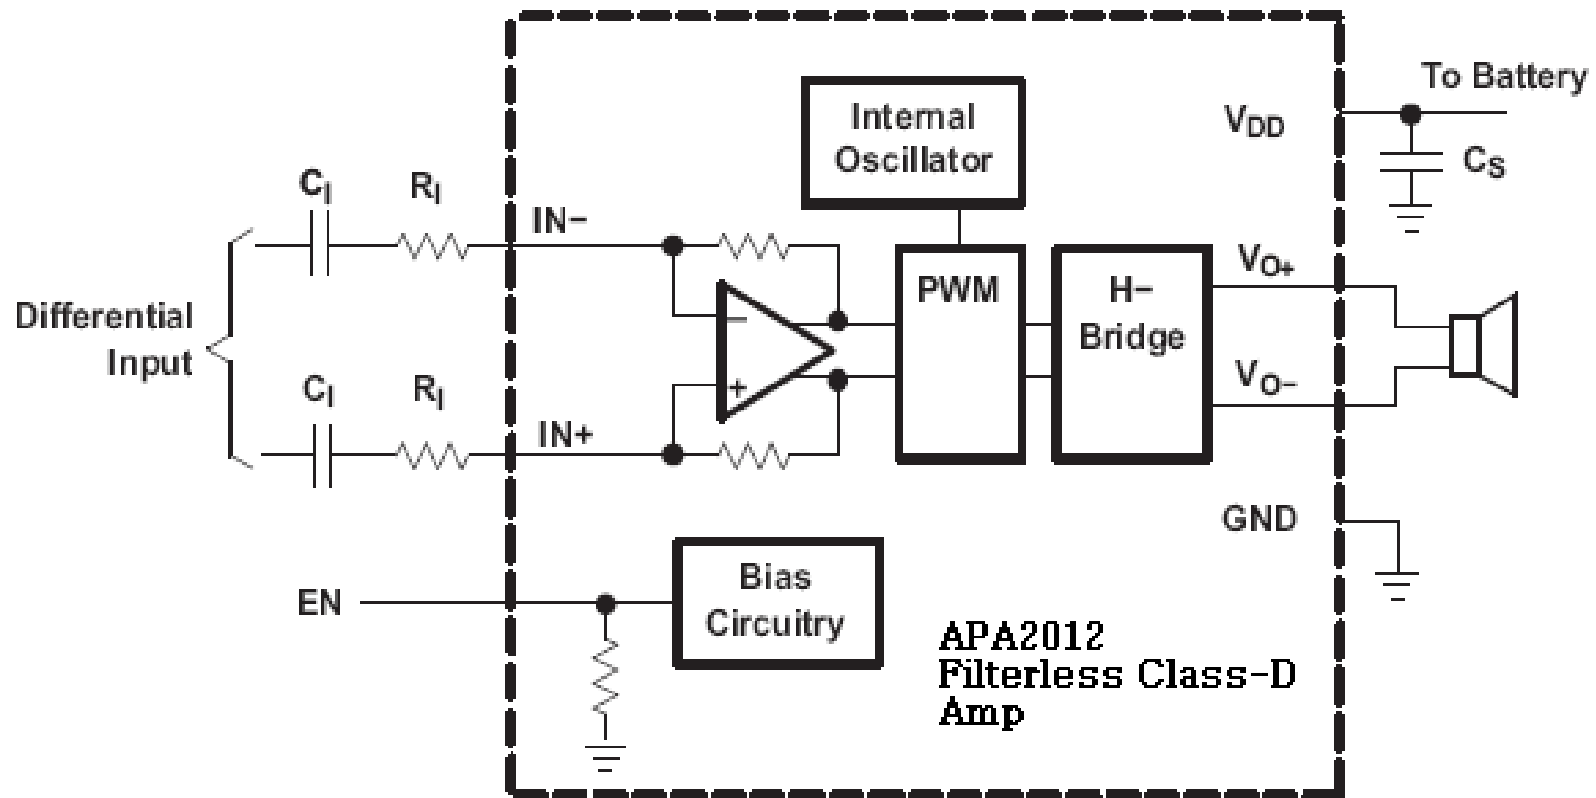 To Battery
Internal
Oscillator
VDD
CS
CI
RI
IN−
VO+
PWM
H−
Bridge
Differential
Input
−
VO−
CI
RI
+
IN+
GND
Bias
Circuitry
EN
APA2012
Filterless Class-D
Amp